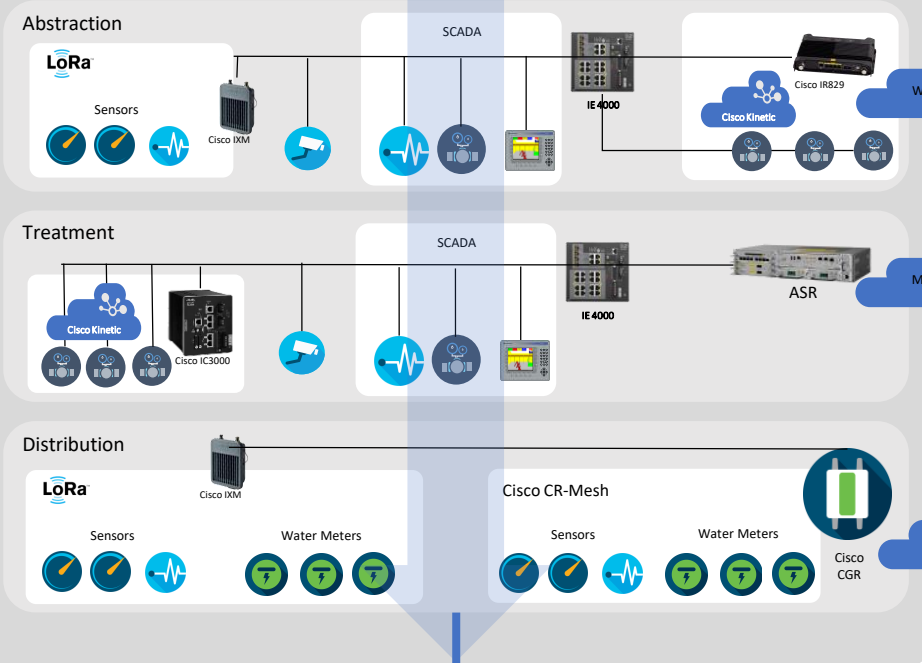 Abstraction
SCADA
LoRa
Sensors
Cisco IXM
IE 4000
Cisco IR829
Cisco Kinetic
W
Treatment
SCADA
Cisco Kinetic
Cisco IC3000
IE 4000
ASR
M
Distribution
Cisco IXM
LoRa
Sensors
Water Meters
Cisco CR-Mesh
Sensors
Water Meters
Cisco
CGR